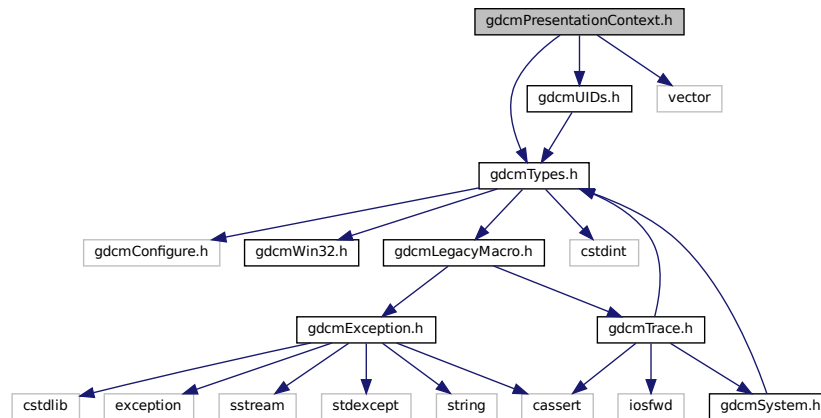 gdcmPresentationContext.h
gdcmUIDs.h
vector
gdcmTypes.h
gdcmConfigure.h
gdcmWin32.h
gdcmLegacyMacro.h
cstdint
gdcmException.h
gdcmTrace.h
cstdlib
exception
sstream
stdexcept
string
cassert
iosfwd
gdcmSystem.h